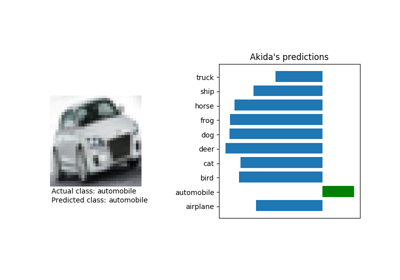 Akida's predictions
truck
ship
horse
frog
dog
deer
cat
bird
automobile
airplane
Actual class: automobile
Predicted class: automobile